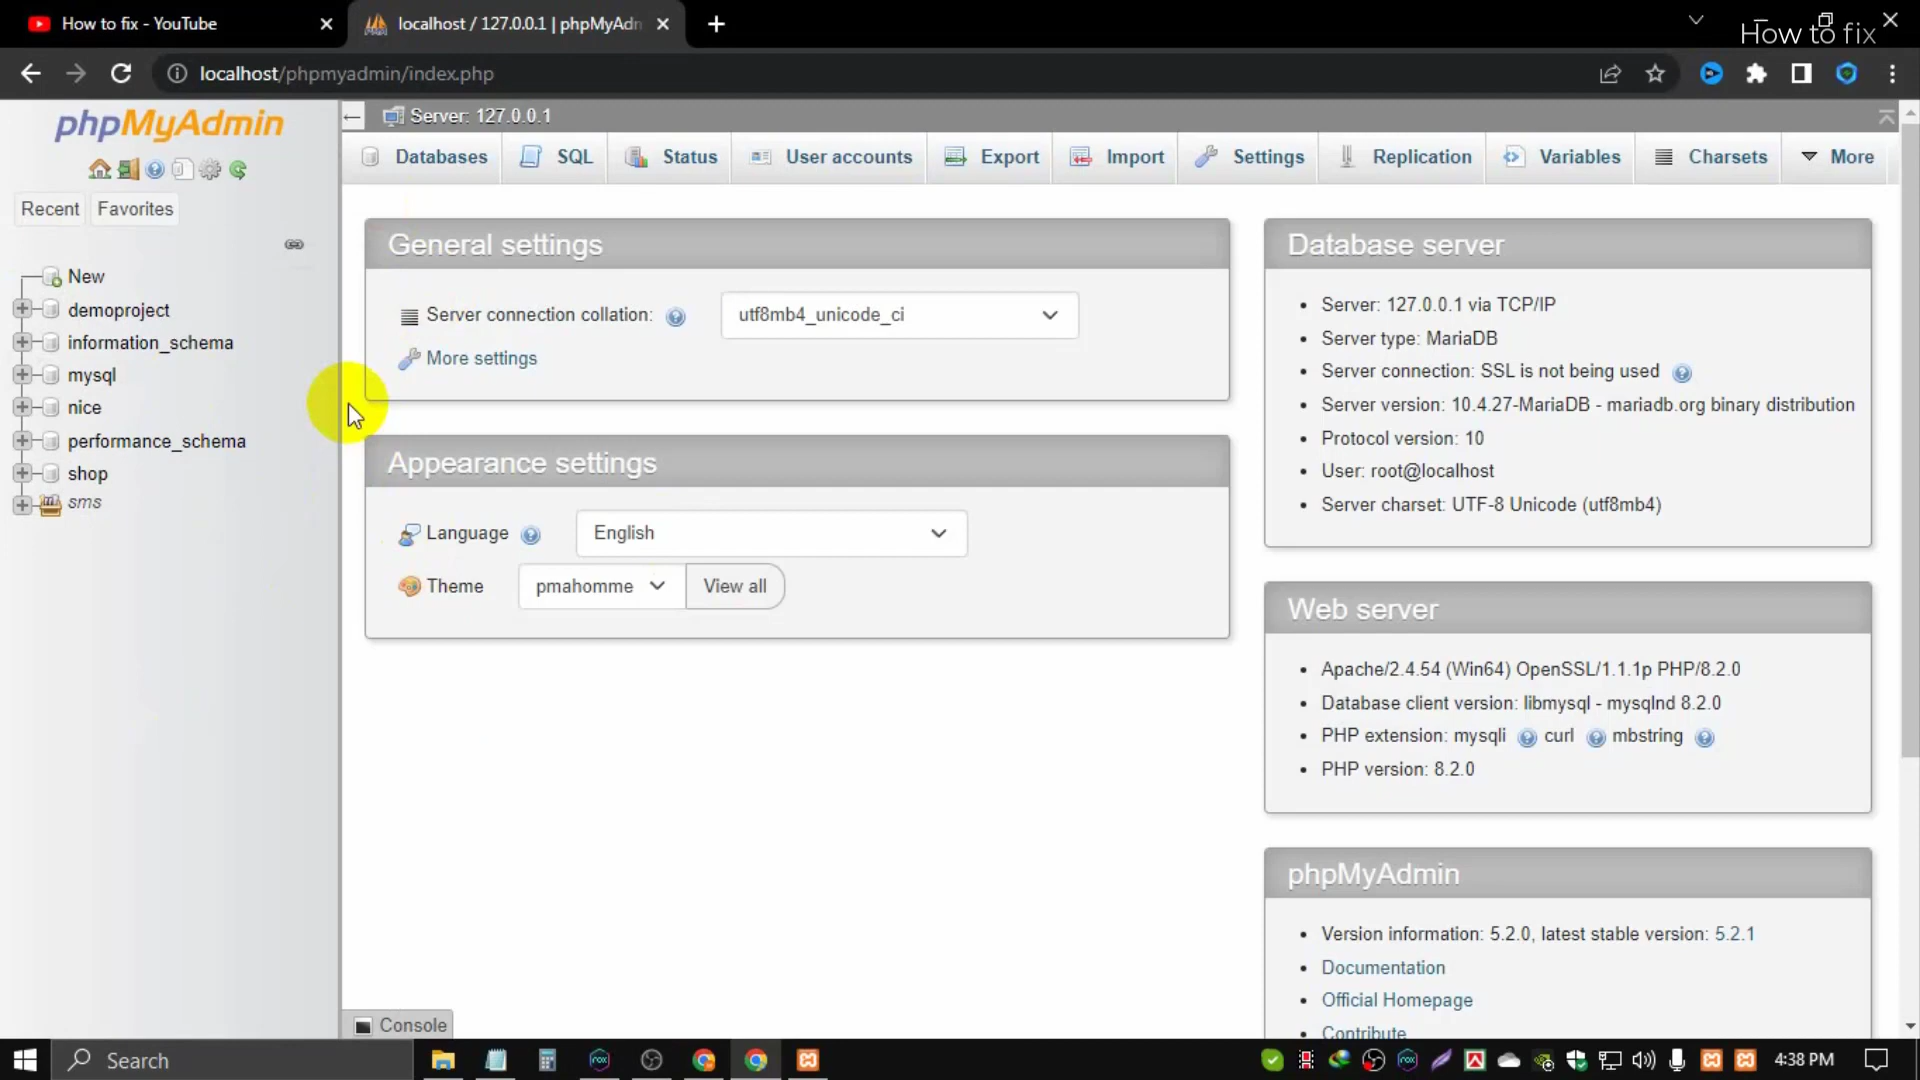 How to fix - YouTube
localhost / 127.0.0.1 | phpMyAdn
How to fix
localhost/phpmyadmin/index.php
phpMyAdmin
Server: 127.0.0.1
Databases
SQL
Status
User accounts
Export
Import
Settings
Replication
Variables
Charsets
More
Recent
Favorites
New
demoproject
information_schema
mysql
nice
performance_schema
shop
sms
General settings
Server connection collation:
utf8mb4_unicode_ci
More settings
Appearance settings
Language
English
Theme
pmahomme
View all
Database server
Server: 127.0.0.1 via TCP/IP
Server type: MariaDB
Server connection: SSL is not being used
Server version: 10.4.27-MariaDB - mariadb.org binary distribution
Protocol version: 10
User: root@localhost
Server charset: UTF-8 Unicode (utf8mb4)
Web server
Apache/2.4.54 (Win64) OpenSSL/1.1.1p PHP/8.2.0
Database client version: libmysql - mysqlnd 8.2.0
PHP extension: mysqli curl mbstring
PHP version: 8.2.0
phpMyAdmin
Version information: 5.2.0, latest stable version: 5.2.1
Documentation
Official Homepage
Contribute
Console
Search
4:38 PM